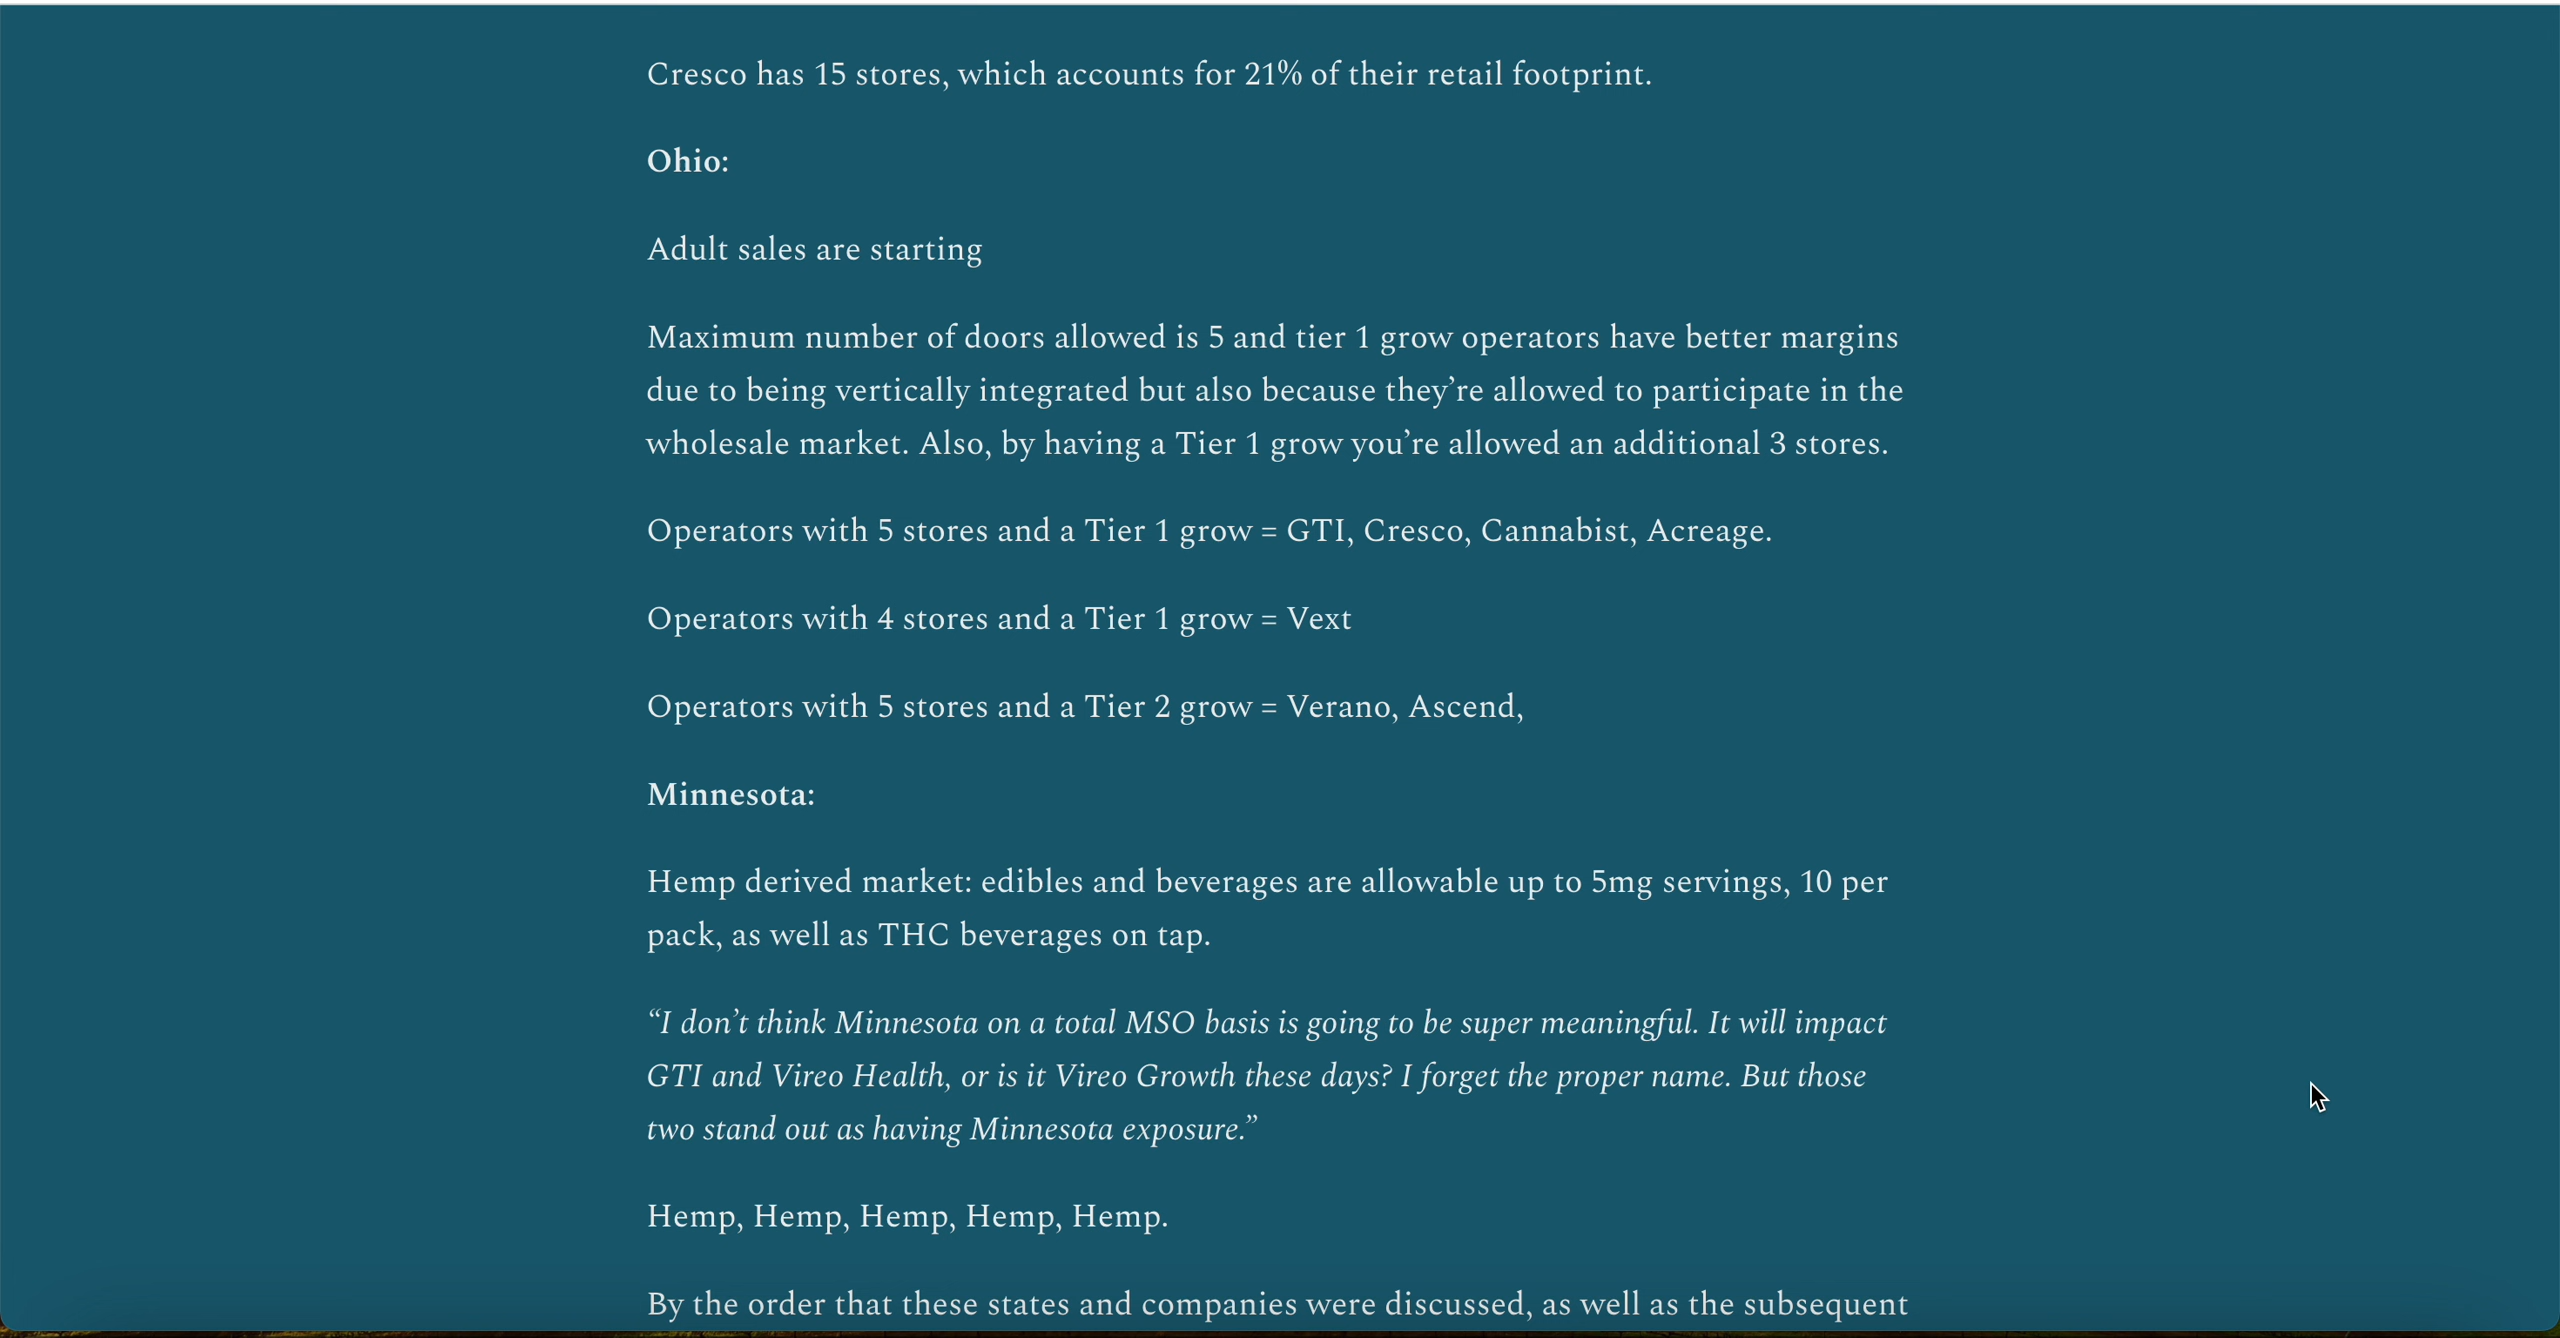 Cresco has 15 stores, which accounts for 21% of their retail footprint.
Ohio:
Adult sales are starting
Maximum number of doors allowed is 5 and tier 1 grow operators have better margins
due to being vertically integrated but also because they’re allowed to participate in the
wholesale market. Also, by having a Tier 1 grow you’re allowed an additional 3 stores.
Operators with 5 stores and a Tier 1 grow = GTI, Cresco, Cannabist, Acreage.
Operators with 4 stores and a Tier 1 grow = Vext
Operators with 5 stores and a Tier 2 grow = Verano, Ascend,
Minnesota:
Hemp derived market: edibles and beverages are allowable up to 5mg servings, 10 per
pack, as well as THC beverages on tap.
“I don’t think Minnesota on a total MSO basis is going to be super meaningful. It will impact
GTI and Vireo Health, or is it Vireo Growth these days? I forget the proper name. But those
two stand out as having Minnesota exposure.”
Hemp, Hemp, Hemp, Hemp, Hemp.
By the order that these states and companies were discussed, as well as the subsequent